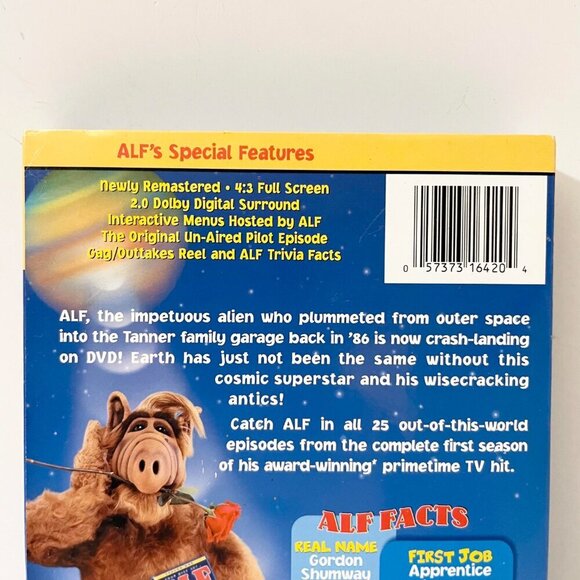 ALF's Special Features
Newly Remastered • 4:3 Full Screen
2.0 Dolby Digital Surround
Interactive Menus Hosted by ALF
The Original Un-Aired Pilot Episode
Gag/Outtakes Reel and ALF Trivia Facts
0 57373 16420 4
ALF, the impetuous alien who plummeted from outer space
into the Tanner family garage back in '86 is now crash-landing
on DVD! Earth has just not been the same without this
cosmic superstar and his wisecracking
antics!
Catch ALF in all 25 out-of-this-world
episodes from the complete first season
of his award-winning* primetime TV hit.
ALF FACTS
REAL NAME
Gordon
Shumway
FIRST JOB
Apprentice
ALF